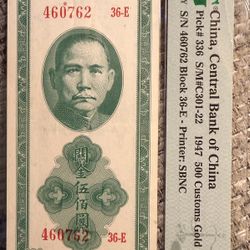 460762 36-E
關金伍佰圓
460762 36-E
China, Central Bank of China
Pick# 336 S/M#C301-22 1947 500 Customs Gold
S/N 460762 Block 36-E - Printer: SBNC